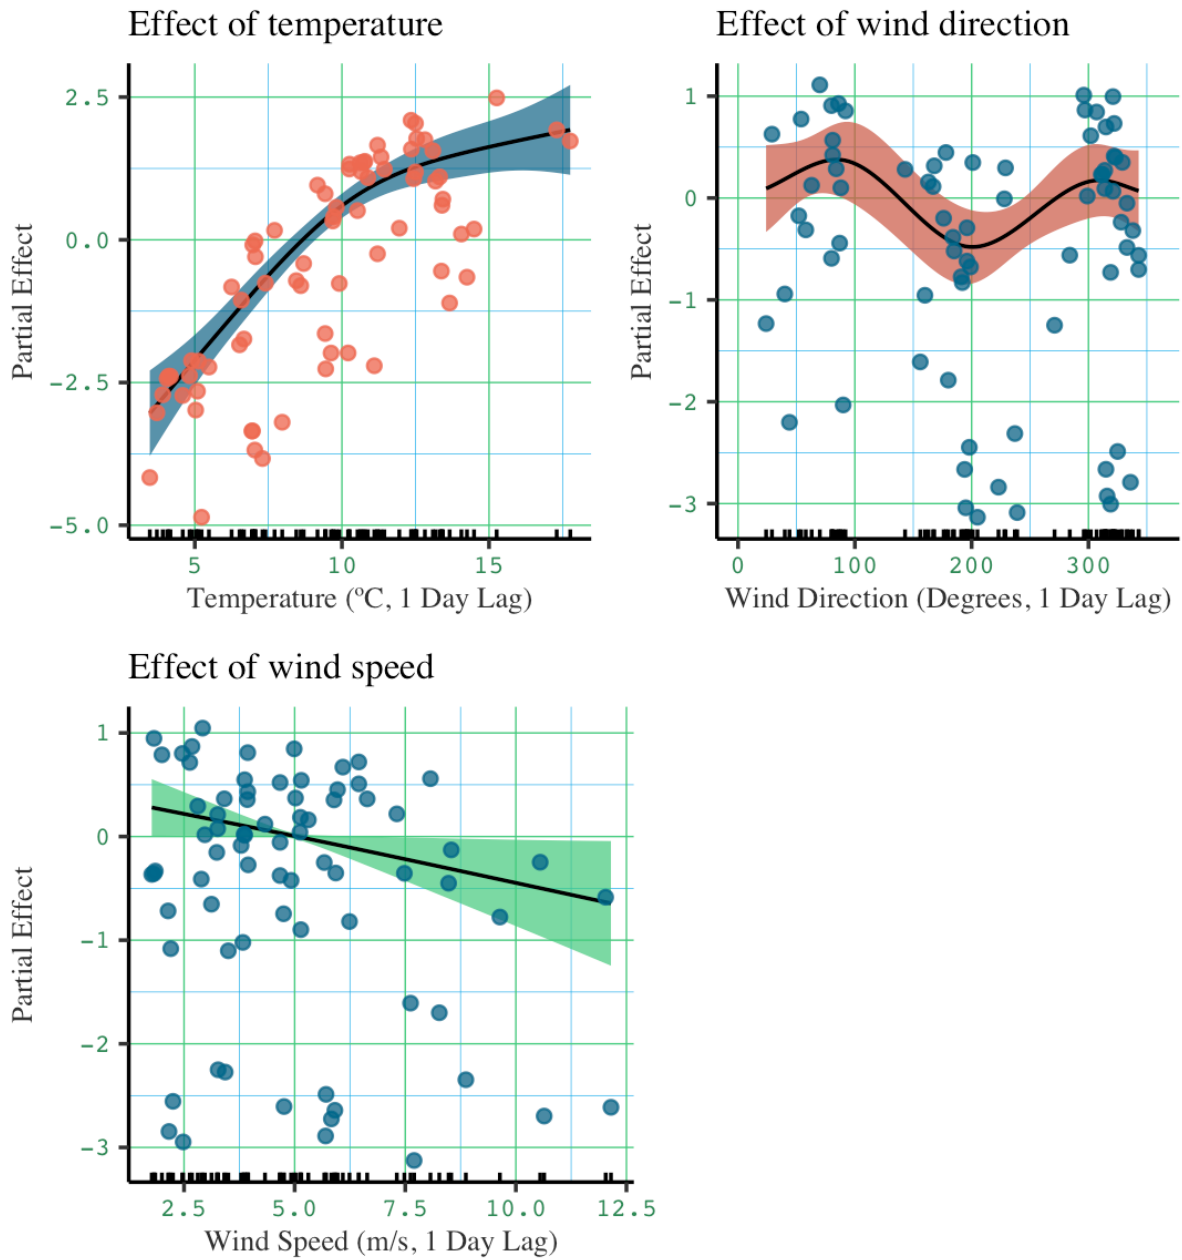 Effect of temperature
Partial Effect
2.5
0.0
−2.5
−5.0
5 10 15
Temperature (ºC, 1 Day Lag)
Effect of wind direction
Partial Effect
1
0
−1
−2
−3
0 100 200 300
Wind Direction (Degrees, 1 Day Lag)
Effect of wind speed
Partial Effect
1
0
−1
−2
−3
2.5 5.0 7.5 10.0 12.5
Wind Speed (m/s, 1 Day Lag)